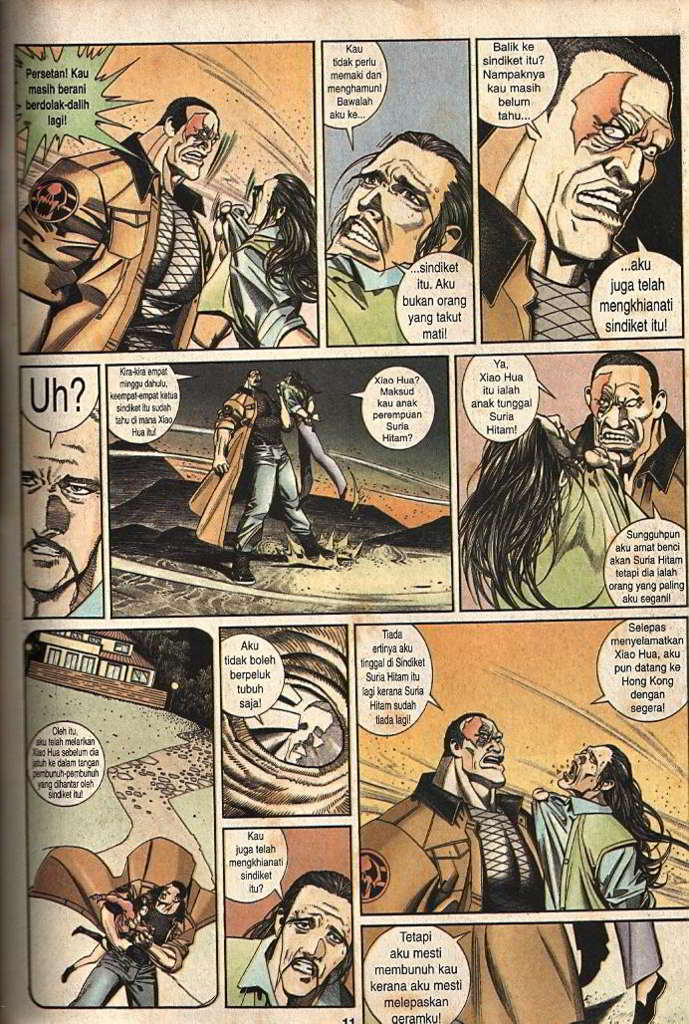 Persetan! Kau
masih berani
berdolak-dalih
lagi!
Kau
tidak perlu
memaki dan
menghamun!
Bawalah
aku ke...
...sindiket
itu. Aku
bukan orang
yang takut
mati!
Balik ke
sindiket itu?
Nampaknya
kau masih
belum
tahu...
...aku
juga telah
mengkhianati
sindiket itu!
Uh?
Kira-kira empat
minggu dahulu,
keempat-empat ketua
sindiket itu sudah
tahu di mana Xiao
Hua itu!
Xiao Hua?
Maksud
kau anak
perempuan
Suria
Hitam?
Ya,
Xiao Hua
itu ialah
anak tunggal
Suria
Hitam!
Sungguhpun
aku amat benci
akan Suria Hitam
tetapi dia ialah
orang yang paling
aku segani!
Oleh itu,
aku telah melarikan
Xiao Hua sebelum dia
jatuh ke dalam tangan
pembunuh-pembunuh
yang dihantar oleh
sindiket itu!
Aku
tidak boleh
berpeluk
tubuh
saja!
Kau
juga telah
mengkhianati
sindiket
itu?
Tiada
ertinya aku
tinggal di Sindiket
Suria Hitam itu
lagi kerana Suria
Hitam sudah
tiada lagi!
Selepas
menyelamatkan
Xiao Hua, aku
pun datang ke
Hong Kong
dengan
segera!
Tetapi
aku mesti
membunuh kau
kerana aku mesti
melepaskan
geramku!
11